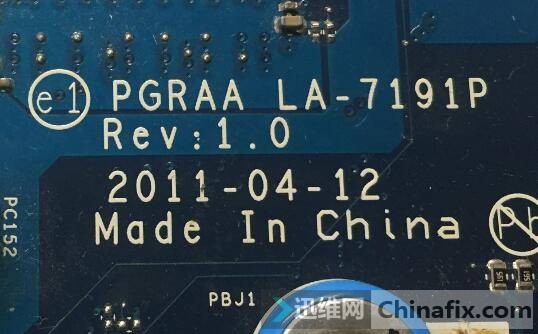 e1 PGRAA LA-7191P
Rev:1.0
2011-04-12
Made In China
PC152
Pb
PBJ1
迅维网 Chinafix.com